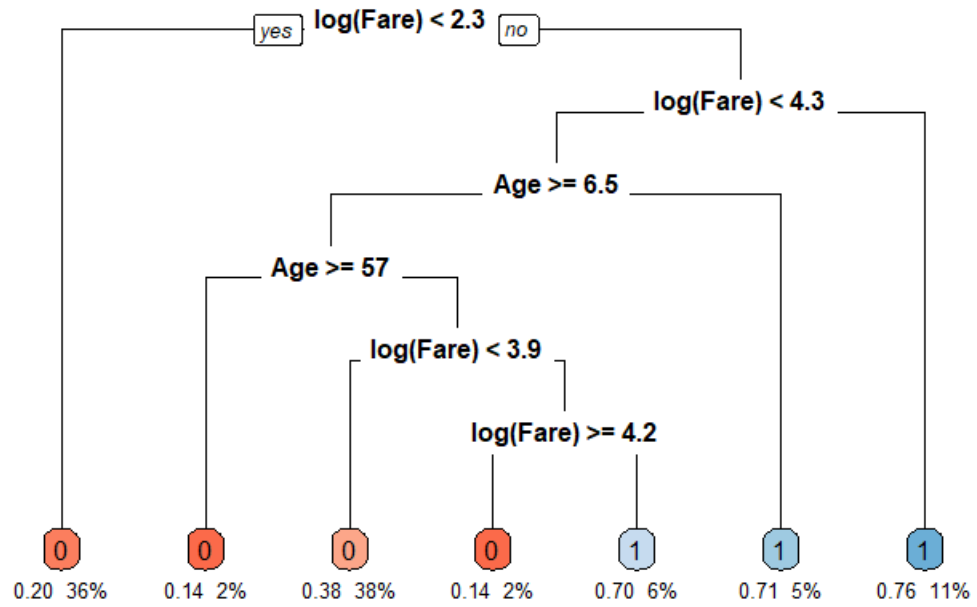 yes log(Fare) < 2.3 no
log(Fare) < 4.3
Age >= 6.5
Age >= 57
log(Fare) < 3.9
log(Fare) >= 4.2
0 0 0 0 1 1 1
0.20 36% 0.14 2% 0.38 38% 0.14 2% 0.70 6% 0.71 5% 0.76 11%